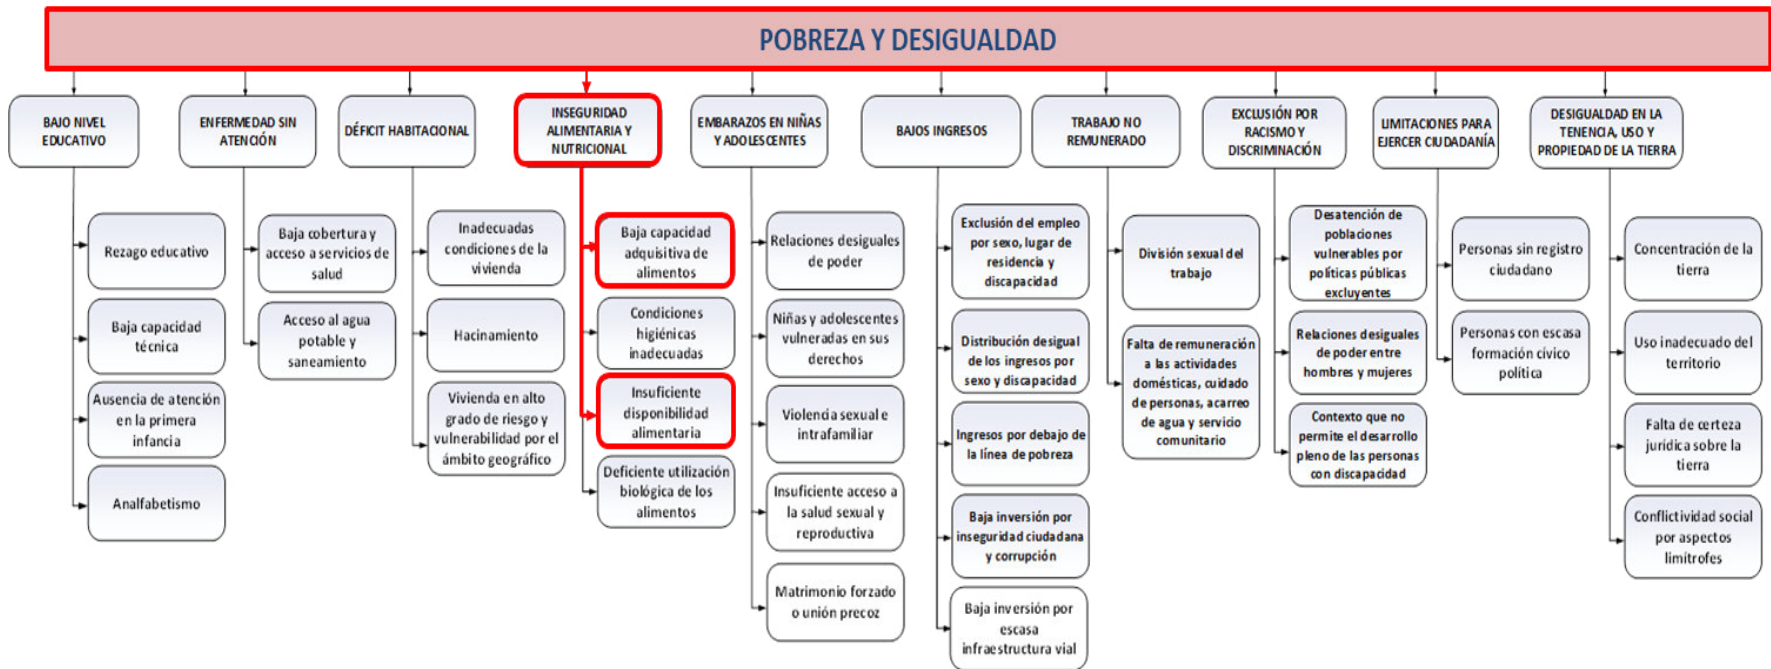 POBREZA Y DESIGUALDAD
BAJO NIVEL
EDUCATIVO
Rezago educativo
Baja capacidad
técnica
Ausencia de atención
en la primera
infancia
Analfabetismo
ENFERMEDAD SIN
ATENCIÓN
Baja cobertura y
acceso a servicios de
salud
Acceso al agua
potable y
saneamiento
DÉFICIT HABITACIONAL
Inadecuadas
condiciones de la
vivienda
Hacinamiento
Vivienda en alto
grado de riesgo y
vulnerabilidad por el
ámbito geográfico
INSEGURIDAD
ALIMENTARIA Y
NUTRICIONAL
Baja capacidad
adquisitiva de
alimentos
Condiciones
higiénicas
inadecuadas
Insuficiente
disponibilidad
alimentaria
Deficiente utilización
biológica de los
alimentos
EMBARAZOS EN NIÑAS
Y ADOLESCENTES
Relaciones desiguales
de poder
Niñas y adolescentes
vulneradas en sus
derechos
Violencia sexual e
intrafamiliar
Insuficiente acceso a
la salud sexual y
reproductiva
Matrimonio forzado
o unión precoz
BAJOS INGRESOS
Exclusión del empleo
por sexo, lugar de
residencia y
discapacidad
Distribución desigual
de los ingresos por
sexo y discapacidad
Ingresos por debajo de
la línea de pobreza
Baja inversión por
inseguridad ciudadana
y corrupción
Baja inversión por
escasa
infraestructura vial
TRABAJO NO
REMUNERADO
División sexual del
trabajo
Falta de remuneración
a las actividades
domésticas, cuidado
de personas, acarreo
de agua y servicio
comunitario
EXCLUSIÓN POR
RACISMO Y
DISCRIMINACIÓN
Desatención de
poblaciones
vulnerables por
políticas públicas
excluyentes
Relaciones desiguales
de poder entre
hombres y mujeres
Contexto que no
permite el desarrollo
pleno de las personas
con discapacidad
LIMITACIONES PARA
EJERCER CIUDADANÍA
Personas sin registro
ciudadano
Personas con escasa
formación cívico
política
DESIGUALDAD EN LA
TENENCIA, USO Y
PROPIEDAD DE LA TIERRA
Concentración de la
tierra
Uso inadecuado del
territorio
Falta de certeza
jurídica sobre la
tierra
Conflictividad social
por aspectos
limítrofes